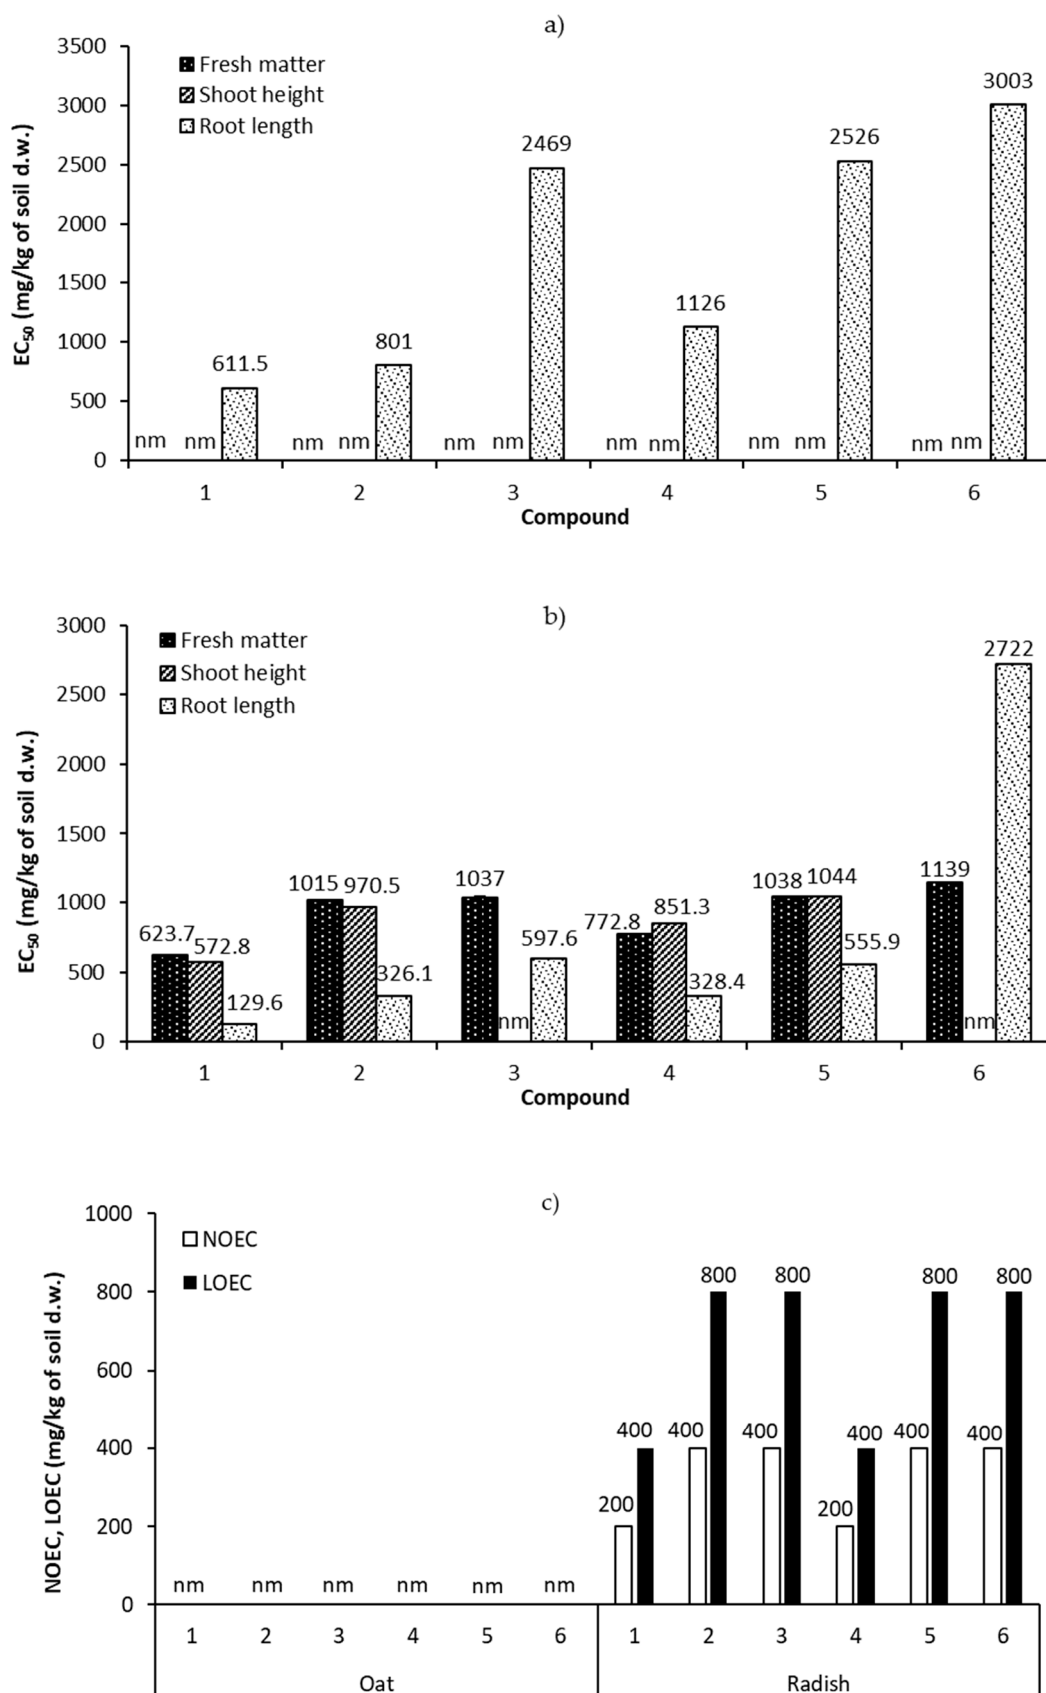 a)
3500
3000
2500
2000
1500
1000
500
0
EC50 (mg/kg of soil d.w.)
Fresh matter
Shoot height
Root length
nm nm 611.5
nm nm 801
nm nm 2469
nm nm 1126
nm nm 2526
nm nm 3003
1 2 3 4 5 6
Compound
b)
3000
2500
2000
1500
1000
500
0
EC50 (mg/kg of soil d.w.)
Fresh matter
Shoot height
Root length
623.7 572.8 129.6
1015 970.5 326.1
1037 nm 597.6
772.8 851.3 328.4
1038 1044 555.9
1139 nm 2722
1 2 3 4 5 6
Compound
c)
1000
800
600
400
200
0
NOEC, LOEC (mg/kg of soil d.w.)
NOEC
LOEC
nm nm nm nm nm nm
200 400
400 800
400 800
200 400
400 800
400 800
1 2 3 4 5 6 1 2 3 4 5 6
Oat Radish